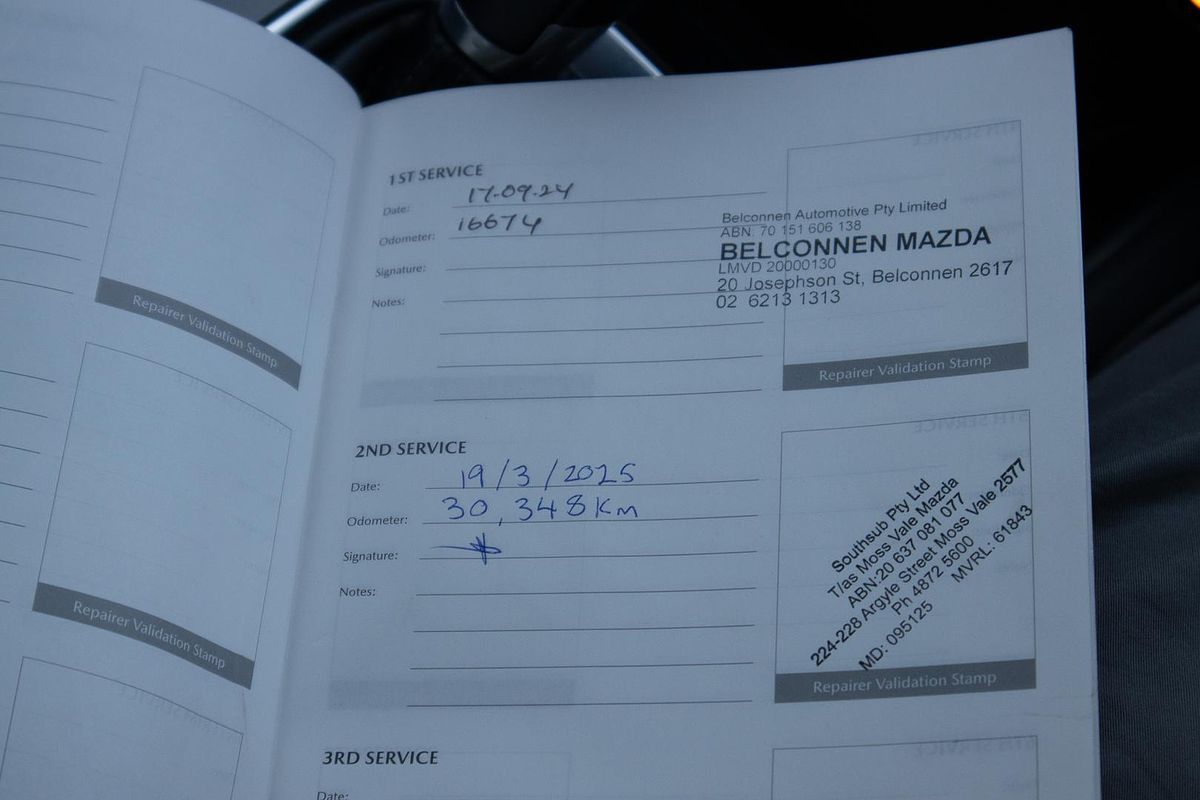 Repairer Validation Stamp
Repairer Validation Stamp
1ST SERVICE
Date: 17-09-24
Odometer: 16674
Signature:
Notes:
Belconnen Automotive Pty Limited
ABN. 70 151 606 138
BELCONNEN MAZDA
LMVD 20000130
20 Josephson St, Belconnen 2617
02 6213 1313
Repairer Validation Stamp
2ND SERVICE
Date: 19/3/2025
Odometer: 30,348Km
Signature:
Notes:
Southsub Pty Ltd
T/as Moss Vale Mazda
ABN:20 637 081 077
224-228 Argyle Street Moss Vale 2577
Ph 4872 5600
MD: 095125 MVRL: 61843
Repairer Validation Stamp
3RD SERVICE
Date: